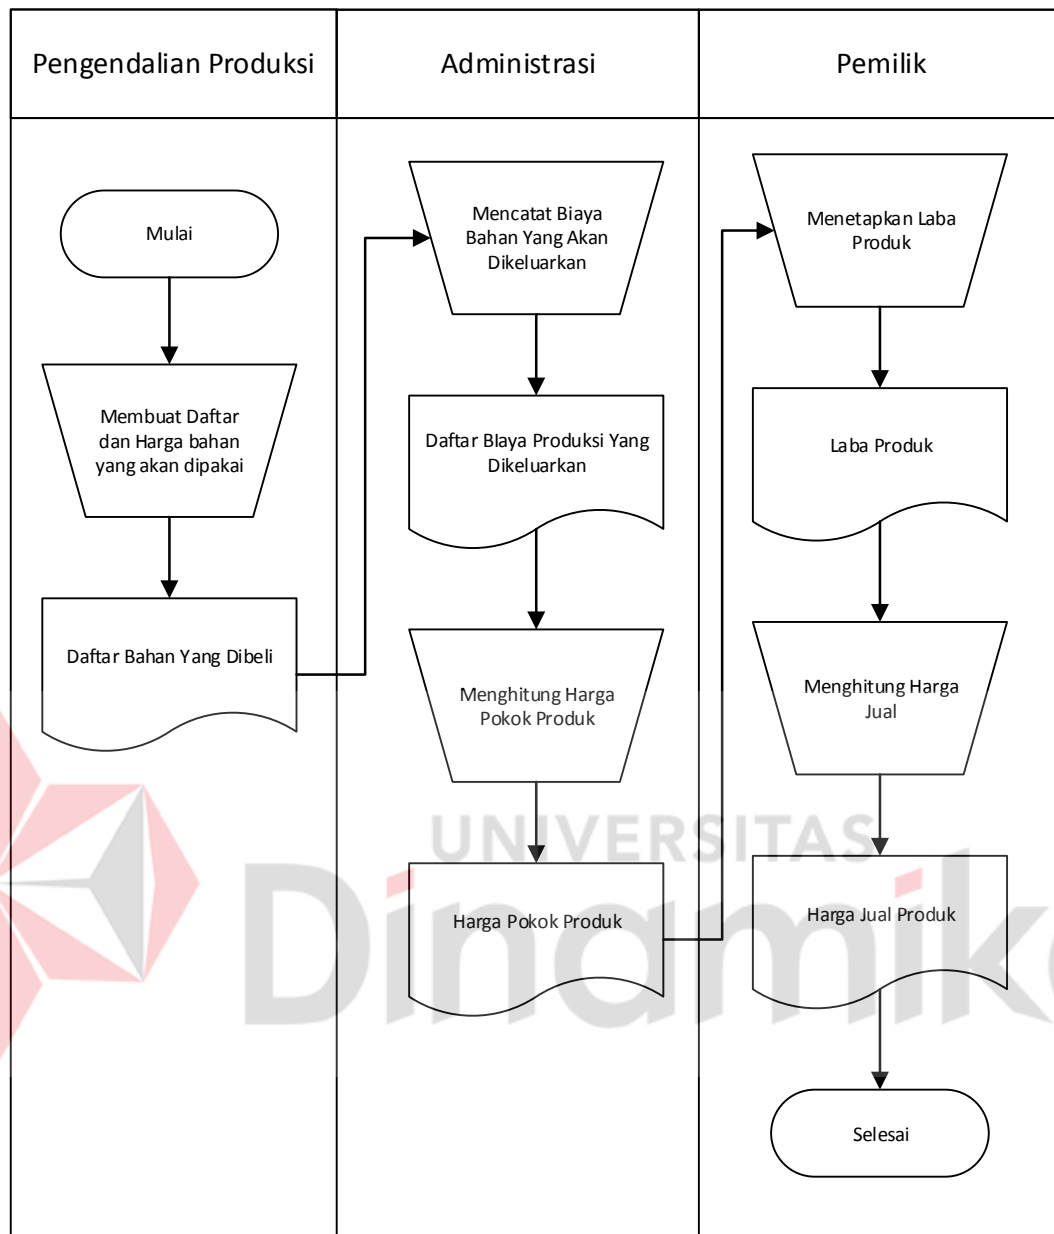 Pengendalian Produksi
Administrasi
Pemilik
Mulai
Membuat Daftar
dan Harga bahan
yang akan dipakai
Daftar Bahan Yang Dibeli
Mencatat Biaya
Bahan Yang Akan
Dikeluarkan
Daftar BIaya Produksi Yang
Dikeluarkan
Menghitung Harga
Pokok Produk
Harga Pokok Produk
Menetapkan Laba
Produk
Laba Produk
Menghitung Harga
Jual
Harga Jual Produk
Selesai
UNIVERSITAS
Dinamika